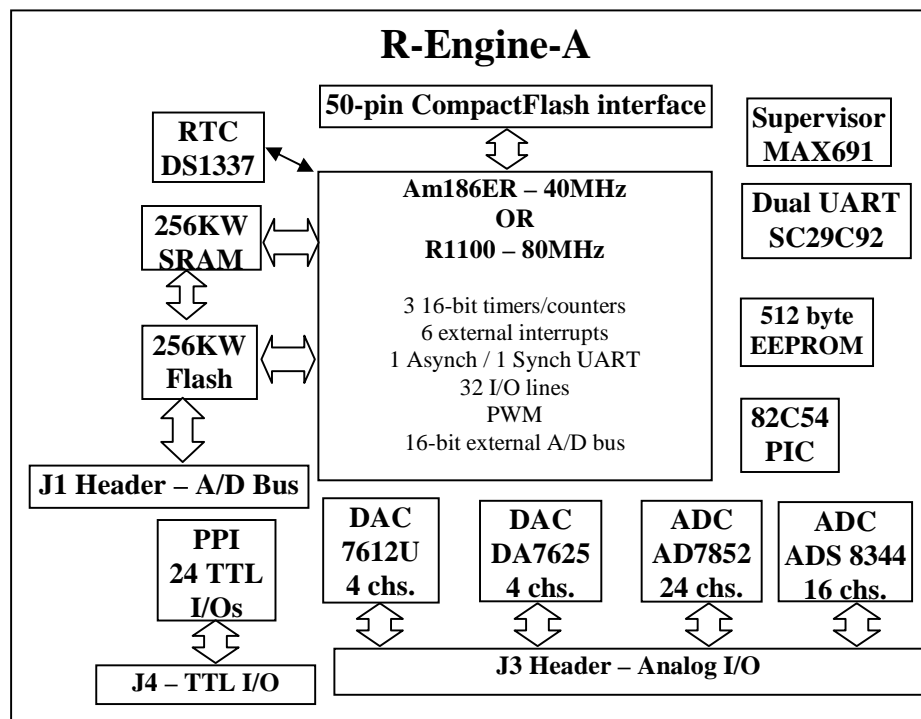 R-Engine-A
50-pin CompactFlash interface
RTC
DS1337
Supervisor
MAX691
Am186ER – 40MHz
OR
R1100 – 80MHz
3 16-bit timers/counters
6 external interrupts
1 Asynch / 1 Synch UART
32 I/O lines
PWM
16-bit external A/D bus
Dual UART
SC29C92
256KW
SRAM
256KW
Flash
512 byte
EEPROM
82C54
PIC
J1 Header – A/D Bus
PPI
24 TTL
I/Os
DAC
7612U
4 chs.
DAC
DA7625
4 chs.
ADC
AD7852
24 chs.
ADC
ADS 8344
16 chs.
J4 – TTL I/O
J3 Header – Analog I/O